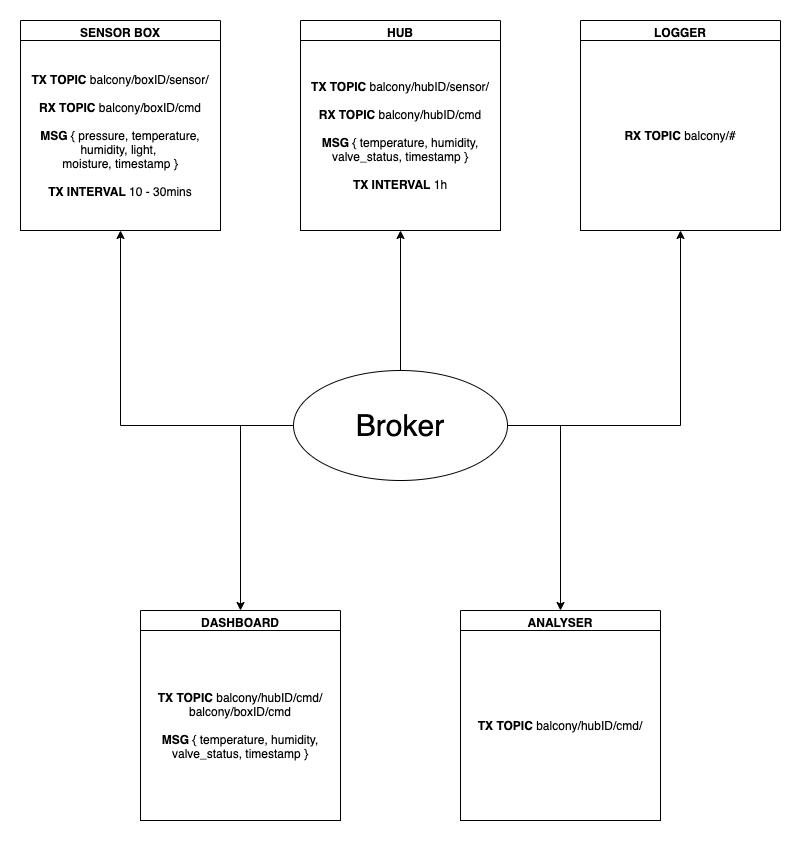 SENSOR BOX
TX TOPIC balcony/boxID/sensor/
RX TOPIC balcony/boxID/cmd
MSG { pressure, temperature,
humidity, light,
moisture, timestamp }
TX INTERVAL 10 - 30mins
HUB
TX TOPIC balcony/hubID/sensor/
RX TOPIC balcony/hubID/cmd
MSG { temperature, humidity,
valve_status, timestamp }
TX INTERVAL 1h
LOGGER
RX TOPIC balcony/#
Broker
DASHBOARD
TX TOPIC balcony/hubID/cmd/
balcony/boxID/cmd
MSG { temperature, humidity,
valve_status, timestamp }
ANALYSER
TX TOPIC balcony/hubID/cmd/